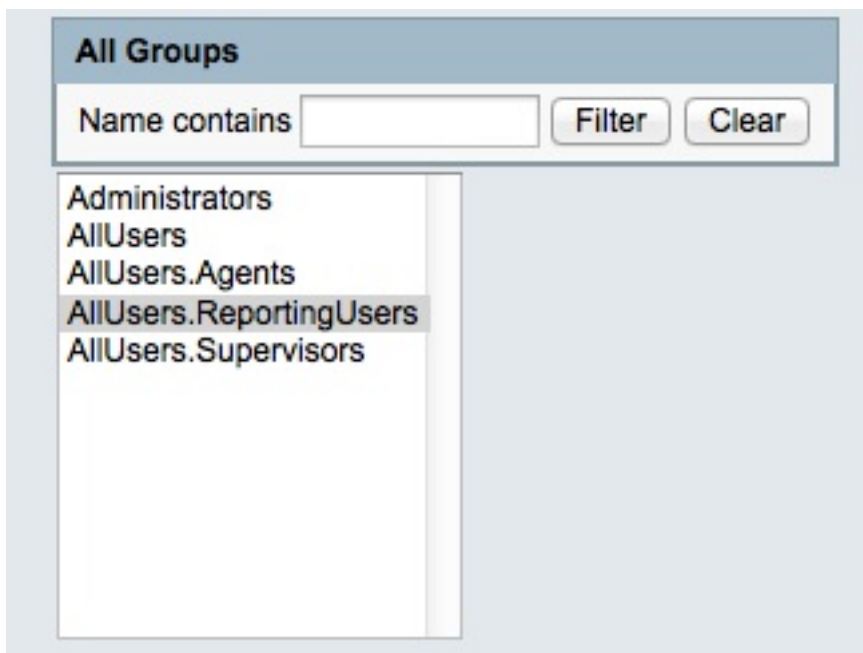 All Groups
Name contains Filter Clear
Administrators
AllUsers
AllUsers.Agents
AllUsers.ReportingUsers
AllUsers.Supervisors